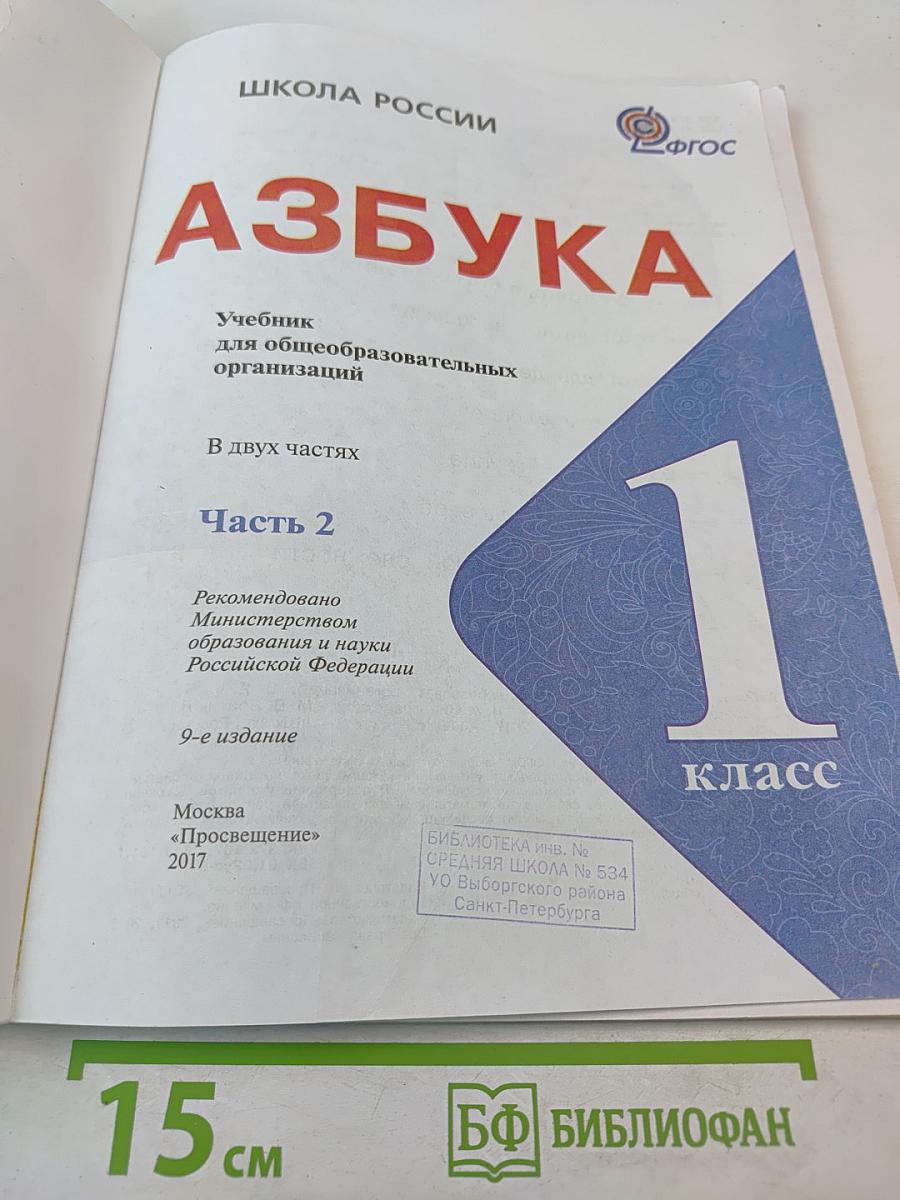 ШКОЛА РОССИИ
ФГОС
АЗБУКА
Учебник
для общеобразовательных
организаций
В двух частях
Часть 2
Рекомендовано
Министерством
образования и науки
Российской Федерации
9-е издание
1
класс
Москва
«Просвещение»
2017
БИБЛИОТЕКА инв. №
СРЕДНЯЯ ШКОЛА № 534
УО Выборгского района
Санкт-Петербурга
15 см
БФ БИБЛИОФАН